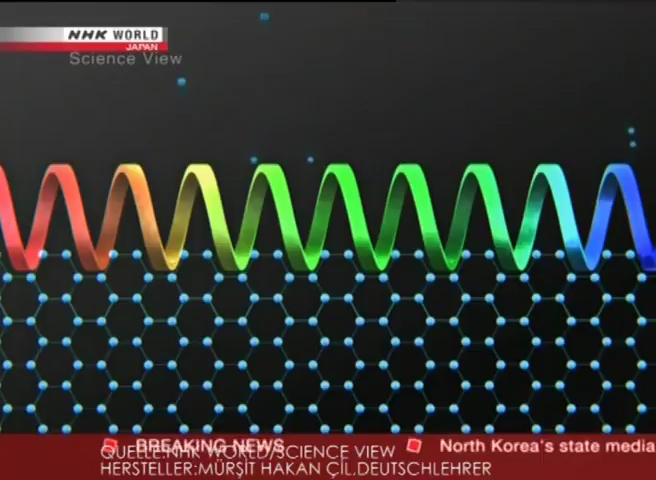 NHK WORLD
JAPAN
Science View
BREAKING NEWS North Korea's state media
QUELLE:NHK WORLD/SCIENCE VIEW
HERSTELLER:MÜRŞİT HAKAN ÇİL,DEUTSCHLEHRER